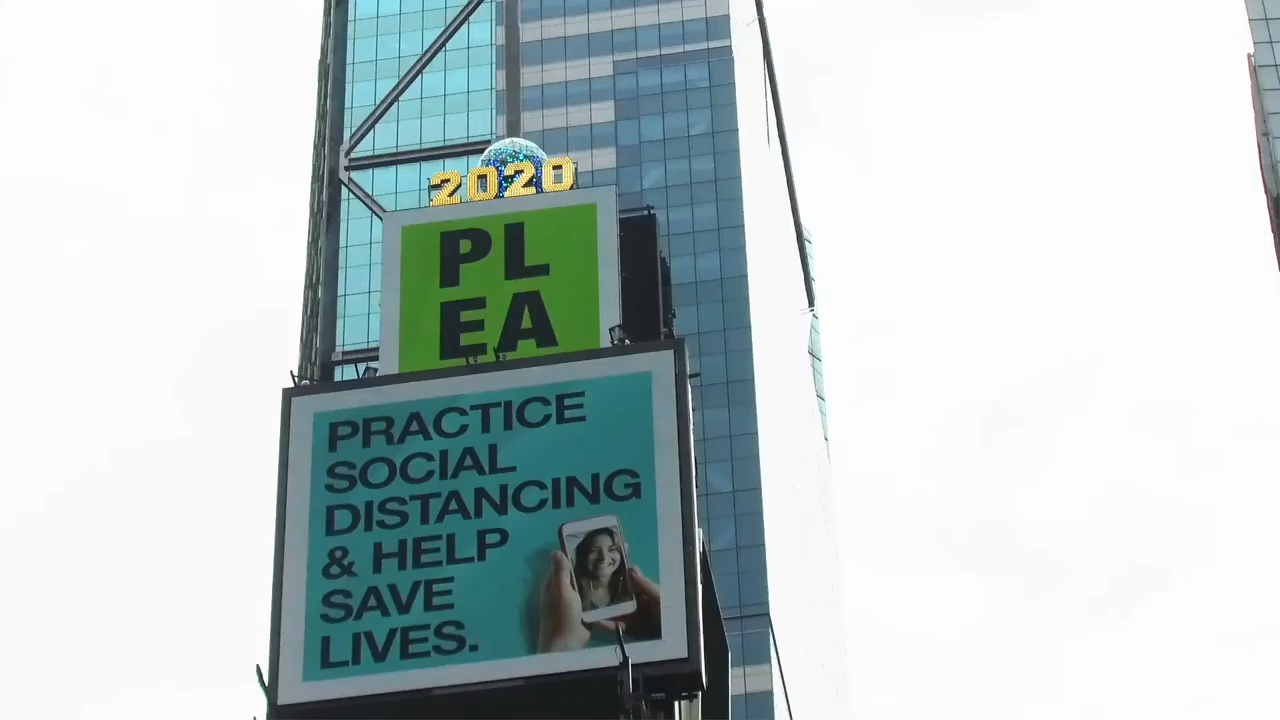 2020
PL
EA
PRACTICE
SOCIAL
DISTANCING
& HELP
SAVE
LIVES.